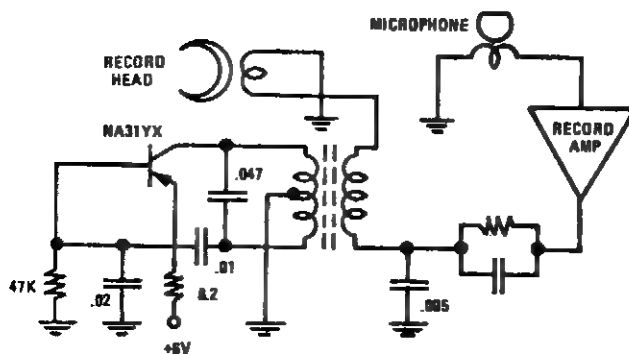 MICROPHONE
RECORD
HEAD
NA31YX
RECORD
AMP
.047
.01
47K
.02
8.2
+6V
.005